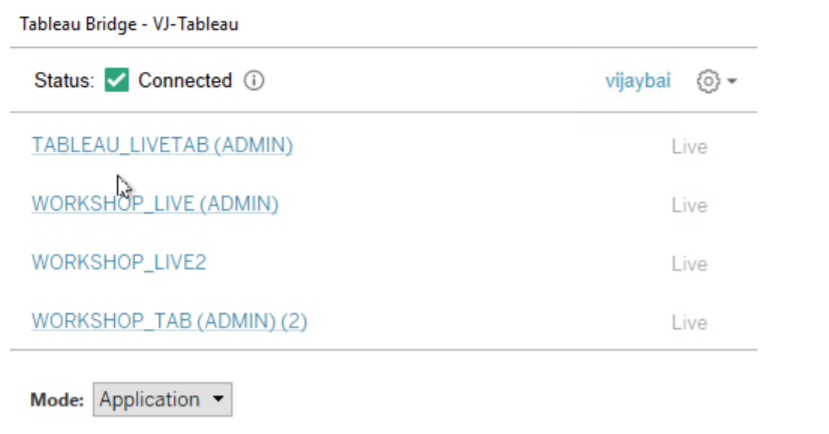 Tableau Bridge - VJ-Tableau
Status: Connected
vijaybai
TABLEAU_LIVETAB (ADMIN) Live
WORKSHOP_LIVE (ADMIN) Live
WORKSHOP_LIVE2 Live
WORKSHOP_TAB (ADMIN) (2) Live
Mode: Application